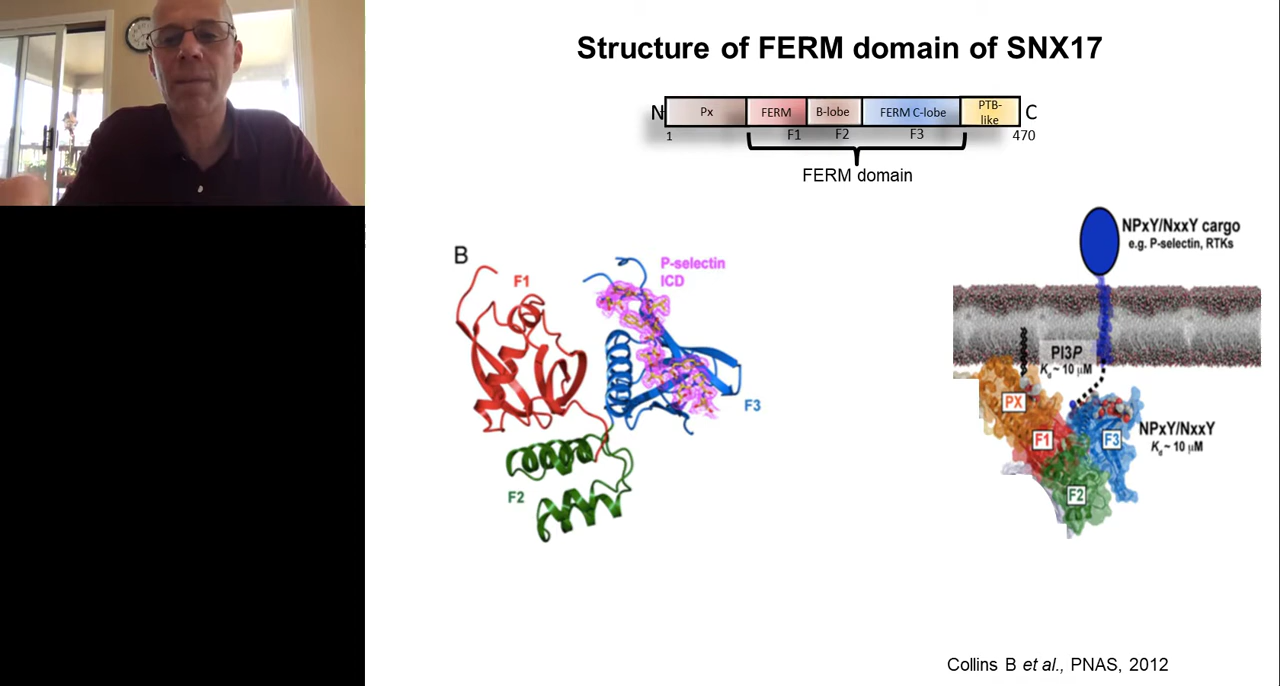 Structure of FERM domain of SNX17
N Px FERM B-lobe FERM C-lobe PTB-
like C
1 F1 F2 F3 470
FERM domain
B
F1
P-selectin
ICD
F3
F2
NPxY/NxxY cargo
e.g. P-selectin, RTKs
PI3P
Kd ~ 10 µM
PX
F1
F3
NPxY/NxxY
Kd ~ 10 µM
F2
Collins B et al., PNAS, 2012